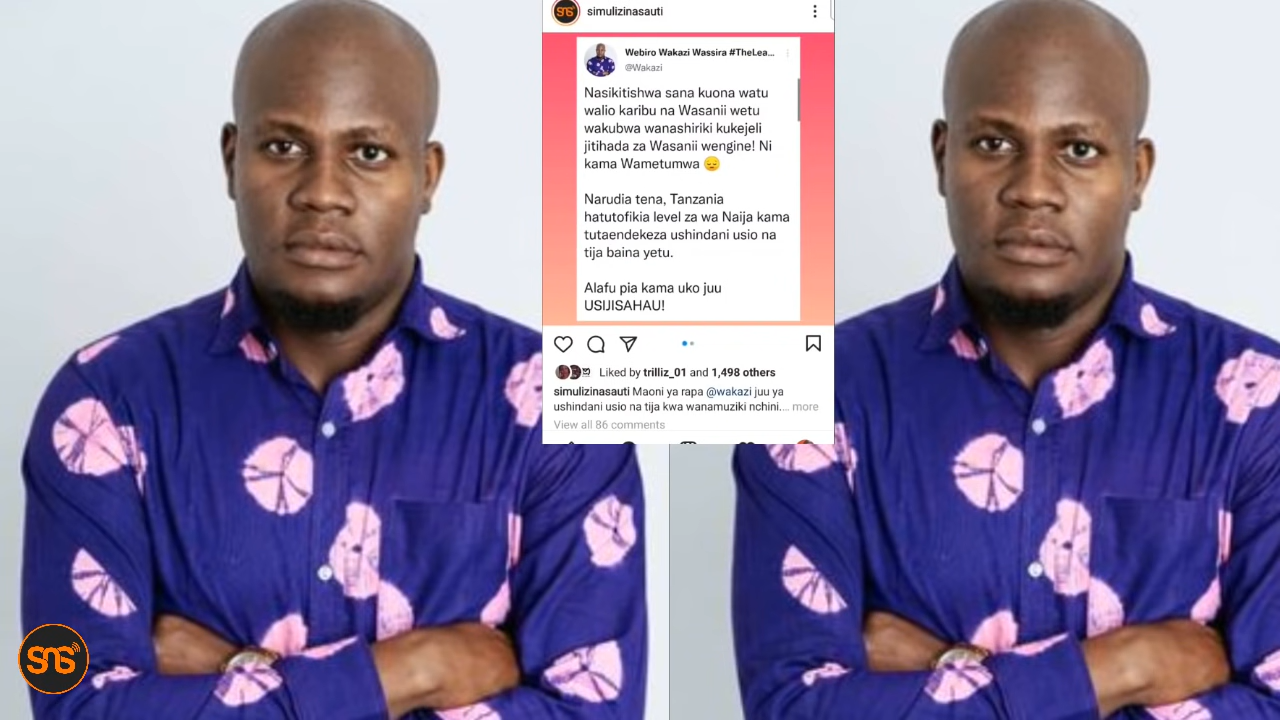 SnS
simulizinasauti
Webiro Wakazi Wassira #TheLea...
@Wakazi
Nasikitishwa sana kuona watu
walio karibu na Wasanii wetu
wakubwa wanashiriki kukejeli
jitihada za Wasanii wengine! Ni
kama Wametumwa 😔
Narudia tena, Tanzania
hatutofikia level za wa Naija kama
tutaendekeza ushindani usio na
tija baina yetu.
Alafu pia kama uko juu
USIJISAHAU!
Liked by trilliz_01 and 1,498 others
simulizinasauti Maoni ya rapa @wakazi juu ya
ushindani usio na tija kwa wanamuziki nchini.... more
View all 86 comments
SnS